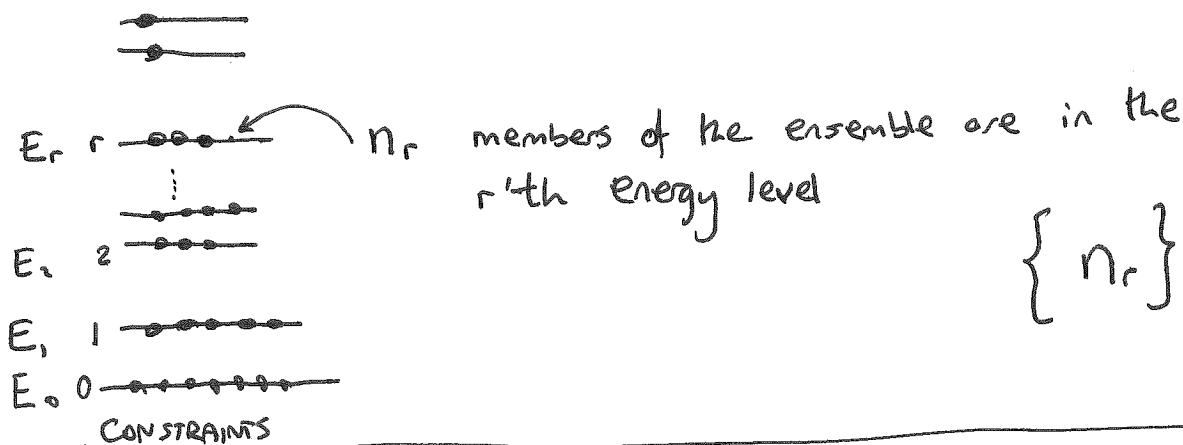 Er r nr members of the ensemble are in the
r'th energy level
E2 2
{ nr }
E1 1
E0 0
CONSTRAINTS